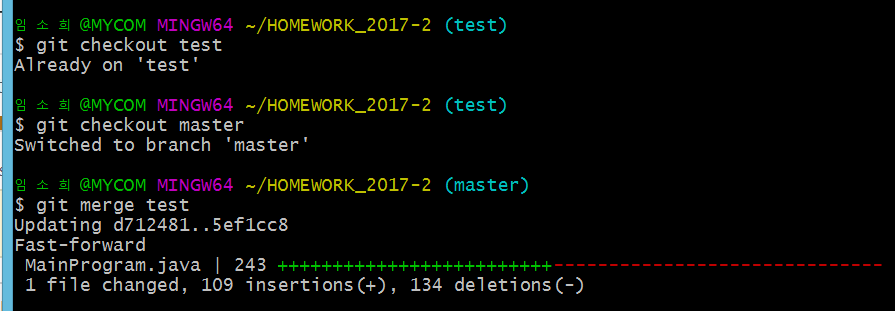 임 소 희 @MYCOM MINGW64 ~/HOMEWORK_2017-2 (test)
$ git checkout test
Already on 'test'
임 소 희 @MYCOM MINGW64 ~/HOMEWORK_2017-2 (test)
$ git checkout master
Switched to branch 'master'
임 소 희 @MYCOM MINGW64 ~/HOMEWORK_2017-2 (master)
$ git merge test
Updating d712481..5ef1cc8
Fast-forward
MainProgram.java | 243 +++++++++++++++++++++++++------------------------------
1 file changed, 109 insertions(+), 134 deletions(-)